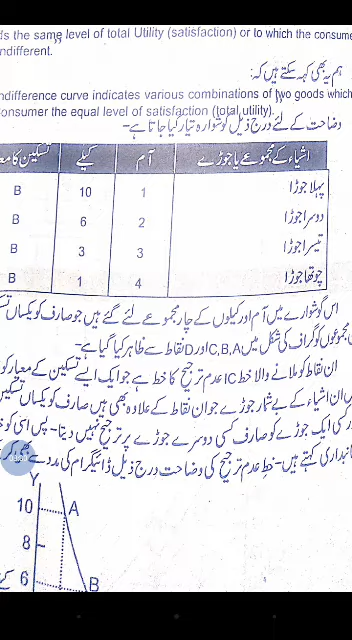 ds the same level of total Utility (satisfaction) or to which the consume
ndifferent.
ہم یہ بھی کہہ سکتے ہیں کہ:
ndifference curve indicates various combinations of two goods which
onsumer the equal level of satisfaction (total utility).
وضاحت کے لئے درج ذیل گوشوارہ تیار کیا جاتا ہے۔
اشیاء کے مجموعے یا جوڑے آم کیلے تسکین کا
پہلا جوڑا 1 10 B
دوسرا جوڑا 2 6 B
تیسرا جوڑا 3 3 B
چوتھا جوڑا 4 1 B
اس گوشوارے میں آم اور کیلوں کے چار مجموعے لئے گئے ہیں جو صارف کو یکساں
مجموعوں کو گراف کی شکل میں C,B,A اور D نقاط سے ظاہر کیا گیا ہے۔
ان نقاط کو ملانے والا خط IC عدم ترجیح کا خط ہے جو ایک ایسے تسکین کے معیار کو
ان اشیاء کے بے شمار جوڑے جو ان نقاط کے علاوہ بھی ہیں صارف کو یکساں
کسی ایک جوڑے کو صارف کسی دوسرے جوڑے پر ترجیح نہیں دیتا۔ پس اسی کو
جانبداری کہتے ہیں۔ خط عدم ترجیح کی وضاحت درج ذیل ڈائیگرام کی مدد سے
Y
10 A
8
6 B